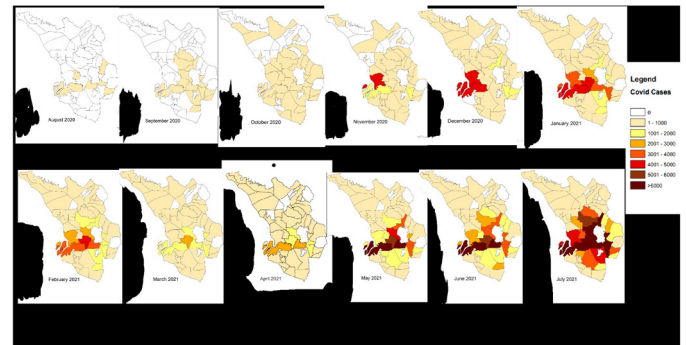 August 2020
September 2020
October 2020
November 2020
December 2020
January 2021
Legend
Covid Cases
0
1 - 1000
1001 - 2000
2001 - 3000
3001 - 4000
4001 - 5000
5001 - 6000
>6000
February 2021
March 2021
April 2021
May 2021
June 2021
July 2021